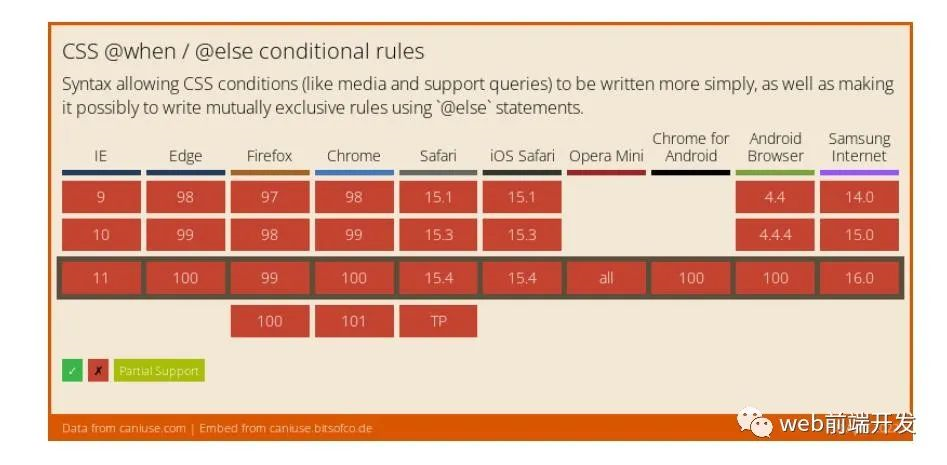 CSS @when / @else conditional rules
Syntax allowing CSS conditions (like media and support queries) to be written more simply, as well as making
it possibly to write mutually exclusive rules using `@else` statements.
IE Edge Firefox Chrome Safari iOS Safari Opera Mini Chrome for Android Android Browser Samsung Internet
9 98 97 98 15.1 15.1 4.4 14.0
10 99 98 99 15.3 15.3 4.4.4 15.0
11 100 99 100 15.4 15.4 all 100 100 16.0
100 101 TP
✓ ✗ Partial Support
Data from caniuse.com | Embed from caniuse.bitsofco.de
web前端开发